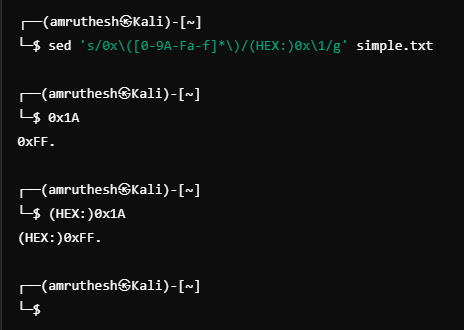 ┌──(amruthesh㉿Kali)-[~]
└─$ sed 's/0x\([0-9A-Fa-f]*\)/(HEX:)0x\1/g' simple.txt
┌──(amruthesh㉿Kali)-[~]
└─$ 0x1A
0xFF.
┌──(amruthesh㉿Kali)-[~]
└─$ (HEX:)0x1A
(HEX:)0xFF.
┌──(amruthesh㉿Kali)-[~]
└─$